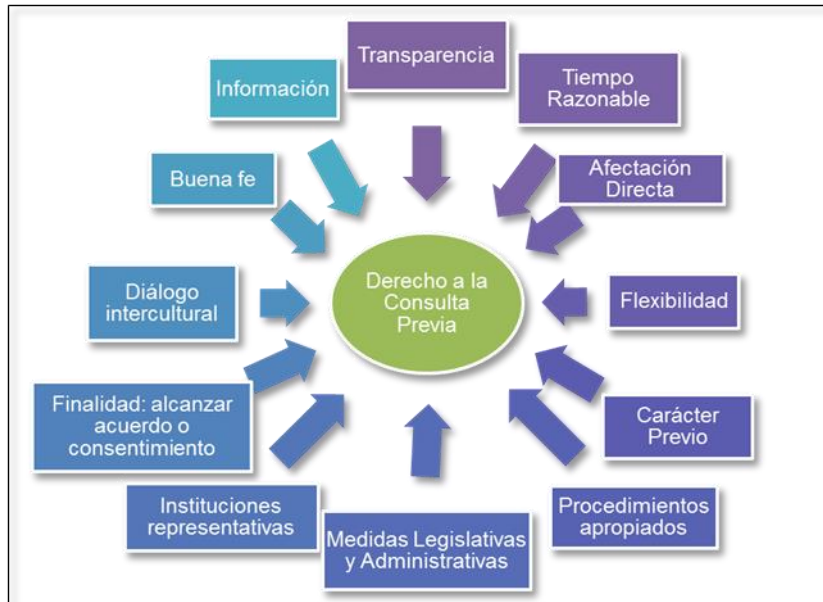 Transparencia
Tiempo
Razonable
Información
Afectación
Directa
Buena fe
Derecho a la
Consulta
Previa
Diálogo
intercultural
Flexibilidad
Finalidad: alcanzar
acuerdo o
consentimiento
Carácter
Previo
Instituciones
representativas
Procedimientos
apropiados
Medidas Legislativas
y Administrativas